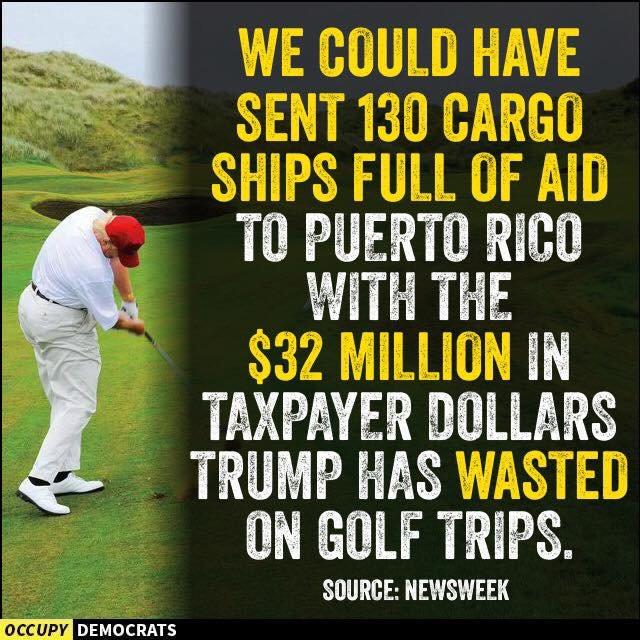 WE COULD HAVE
SENT 130 CARGO
SHIPS FULL OF AID
TO PUERTO RICO
WITH THE
$32 MILLION IN
TAXPAYER DOLLARS
TRUMP HAS WASTED
ON GOLF TRIPS.
SOURCE: NEWSWEEK
OCCUPY DEMOCRATS